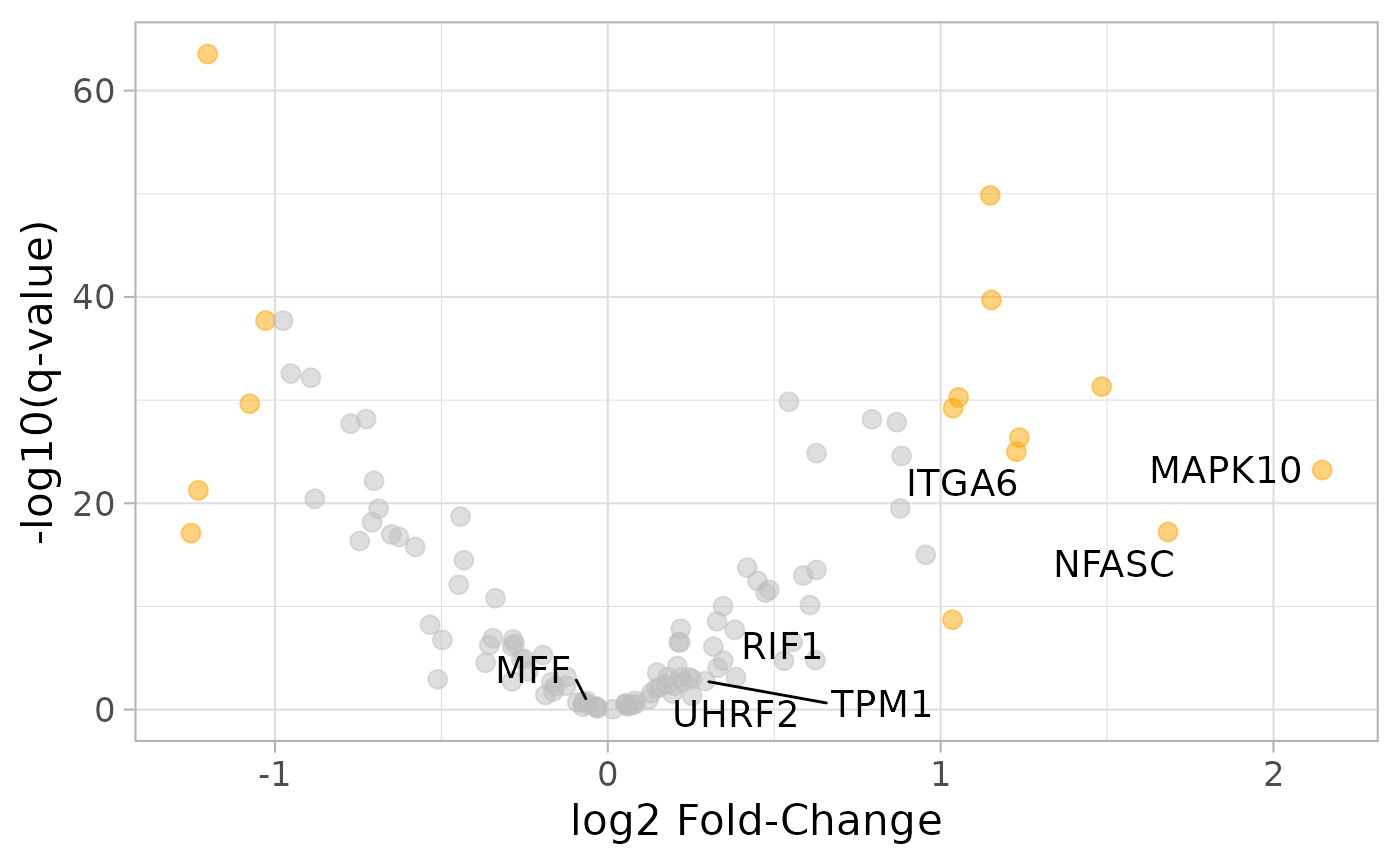 60
40
20
0
-log10(q-value)
ITGA6
MAPK10
NFASC
RIF1
MFF
TPM1
UHRF2
-1
0
1
2
log2 Fold-Change